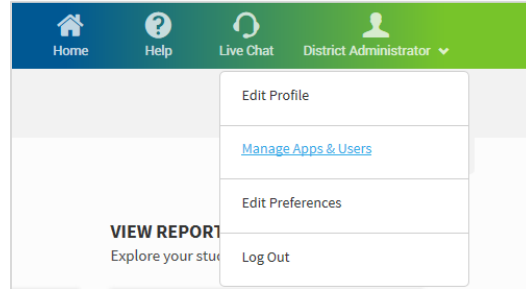 Home Help Live Chat District Administrator
Edit Profile
Manage Apps & Users
Edit Preferences
VIEW REPORT
Explore your stu
Log Out